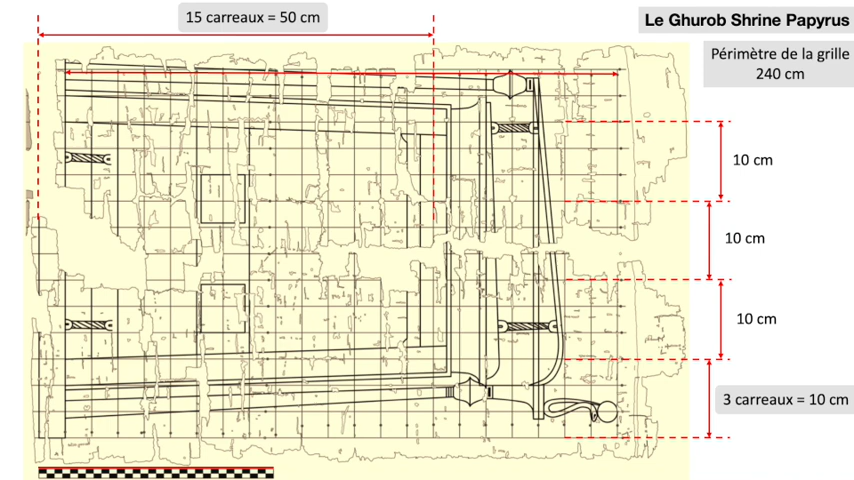 15 carreaux = 50 cm
Le Ghurob Shrine Papyrus
Périmètre de la grille
240 cm
10 cm
10 cm
10 cm
3 carreaux = 10 cm